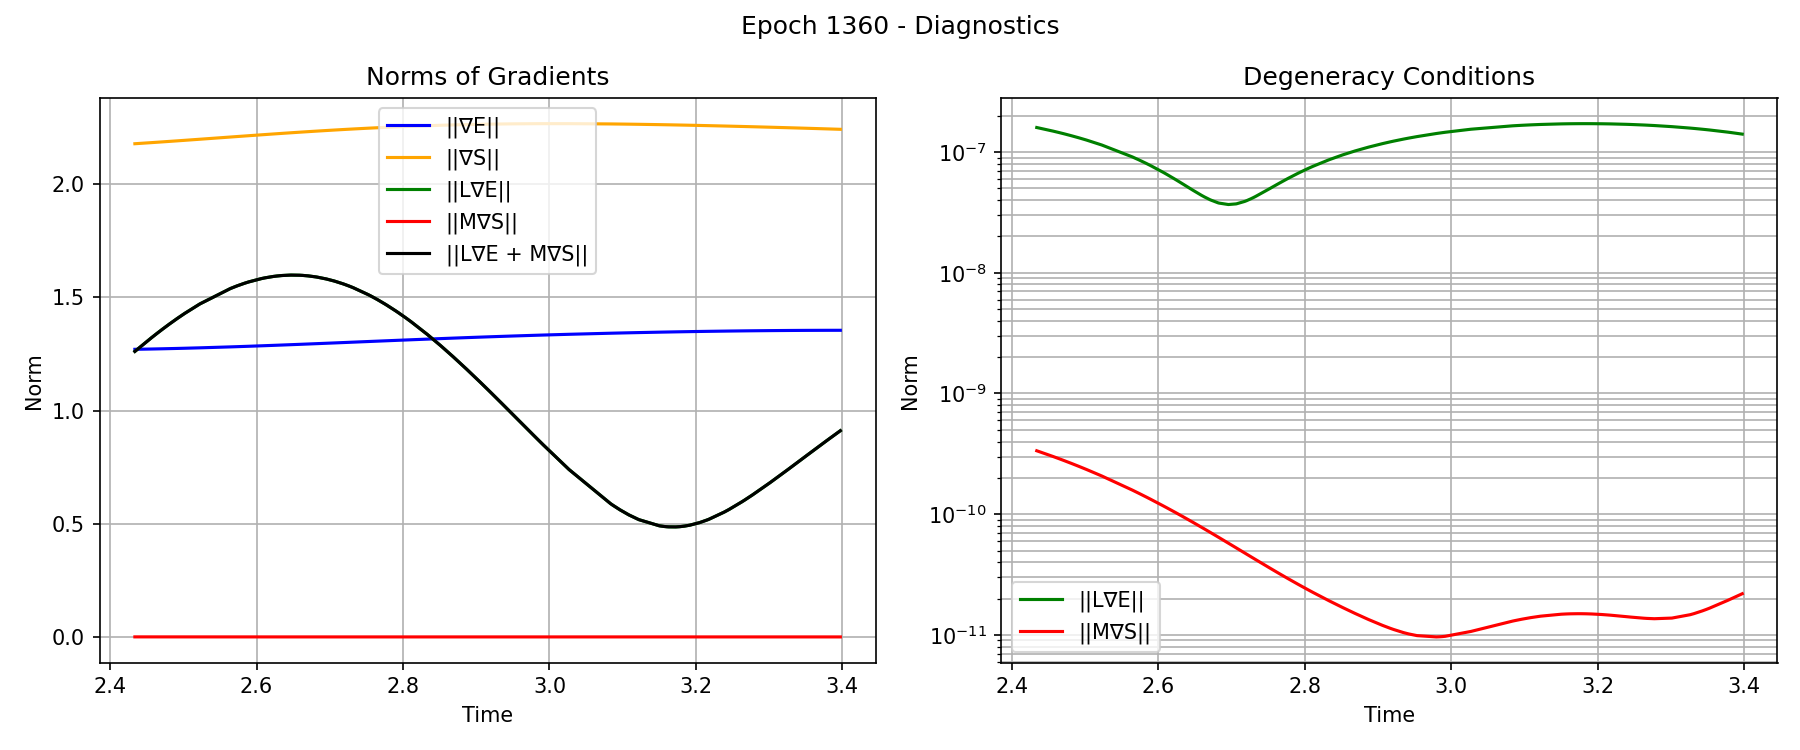 Epoch 1360 - Diagnostics
Norms of Gradients
||∇E||
||∇S||
||L∇E||
||M∇S||
||L∇E + M∇S||
Norm
2.0
1.5
1.0
0.5
0.0
2.4 2.6 2.8 3.0 3.2 3.4
Time
Degeneracy Conditions
Norm
10⁻⁷
10⁻⁸
10⁻⁹
10⁻¹⁰
10⁻¹¹
||L∇E||
||M∇S||
2.4 2.6 2.8 3.0 3.2 3.4
Time